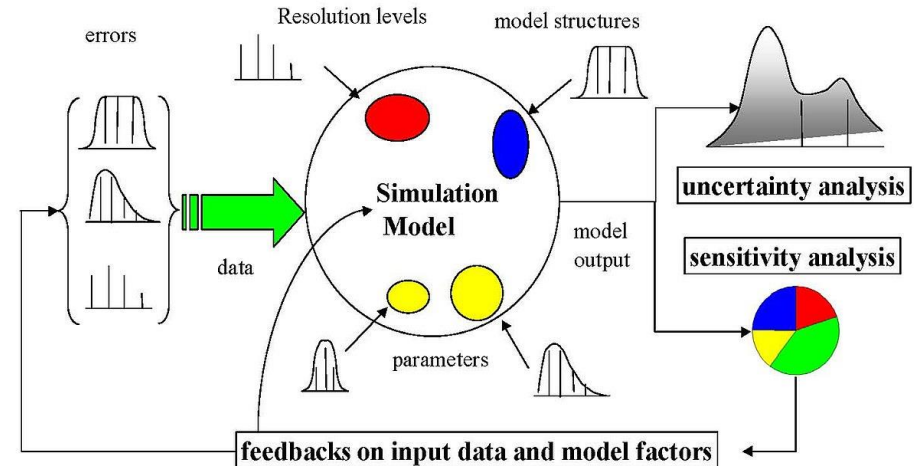 Resolution levels
model structures
errors
uncertainty analysis
Simulation
Model
model
output
data
sensitivity analysis
parameters
feedbacks on input data and model factors